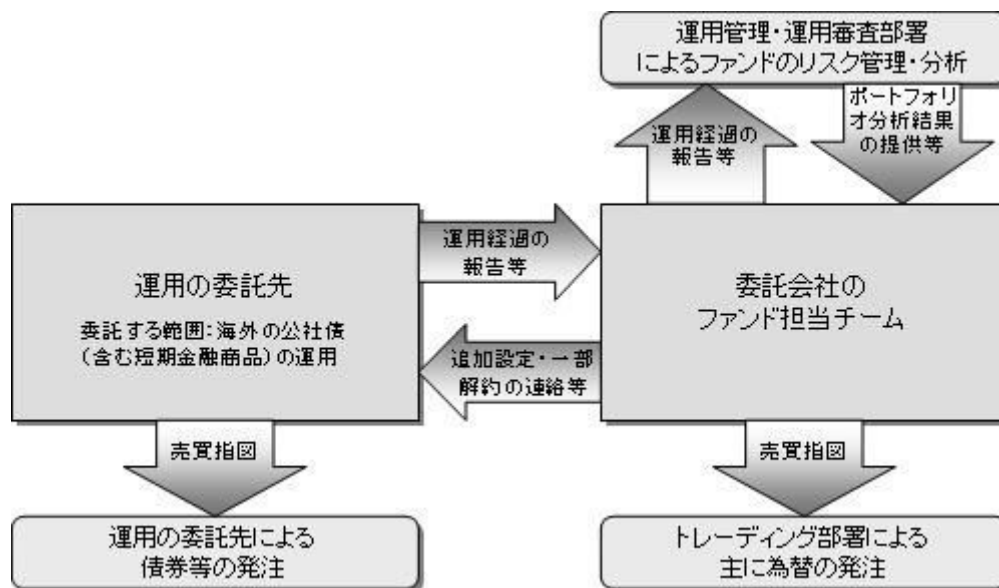 運用管理・運用審査部署
によるファンドのリスク管理・分析
運用経過の
報告等
ポートフォリ
オ分析結果
の提供等
運用の委託先
委託する範囲：海外の公社債
（含む短期金融商品）の運用
運用経過の
報告等
追加設定・一部
解約の連絡等
委託会社の
ファンド担当チーム
売買指図
売買指図
運用の委託先による
債券等の発注
トレーディング部署による
主に為替の発注